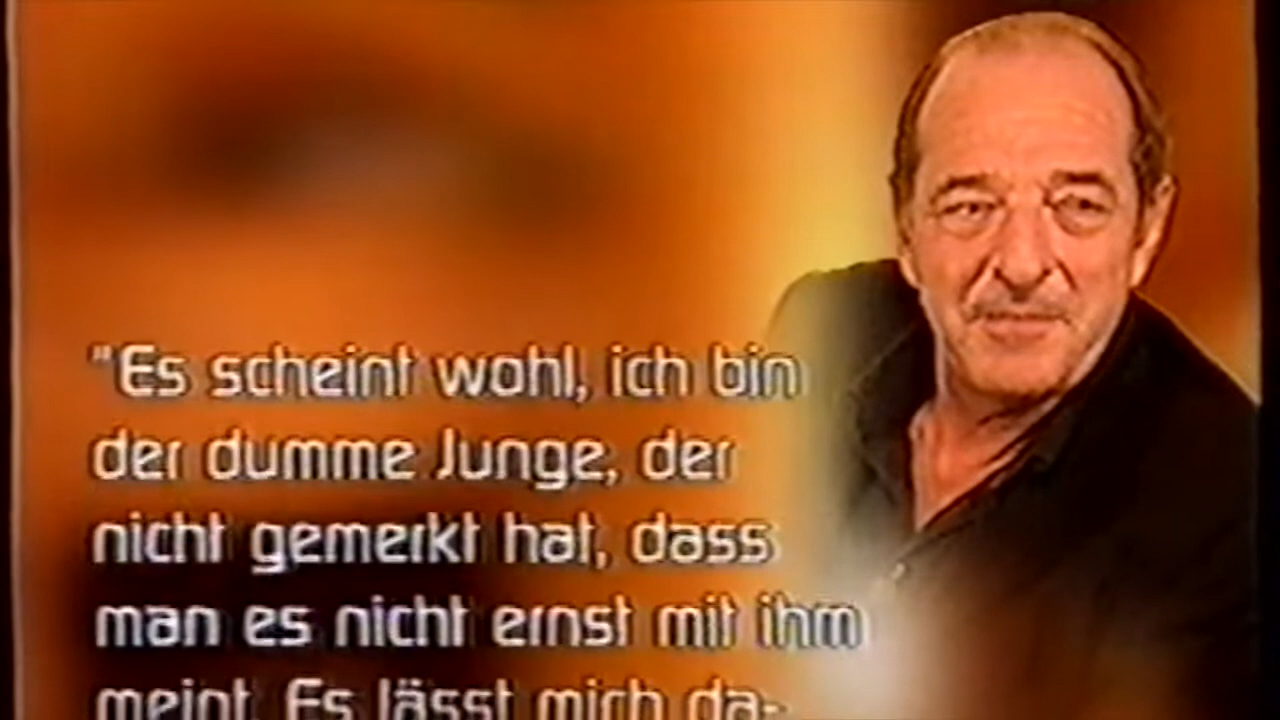 "Es scheint wohl, ich bin
der dumme Junge, der
nicht gemerkt hat, dass
man es nicht ernst mit ihm
meint. Es lässt mich da-